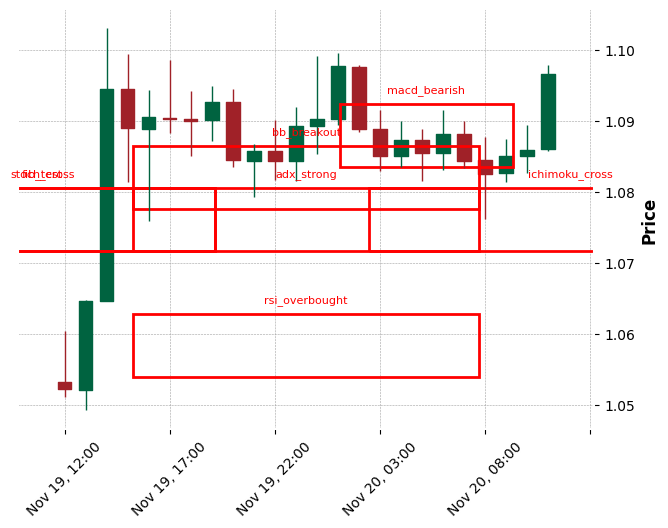 1.10
macd_bearish
1.09
bb_breakout
adx_strong
ichimoku_cross
1.08
Price
1.07
rsi_overbought
1.06
1.05
Nov 19, 12:00
Nov 19, 17:00
Nov 19, 22:00
Nov 20, 03:00
Nov 20, 08:00